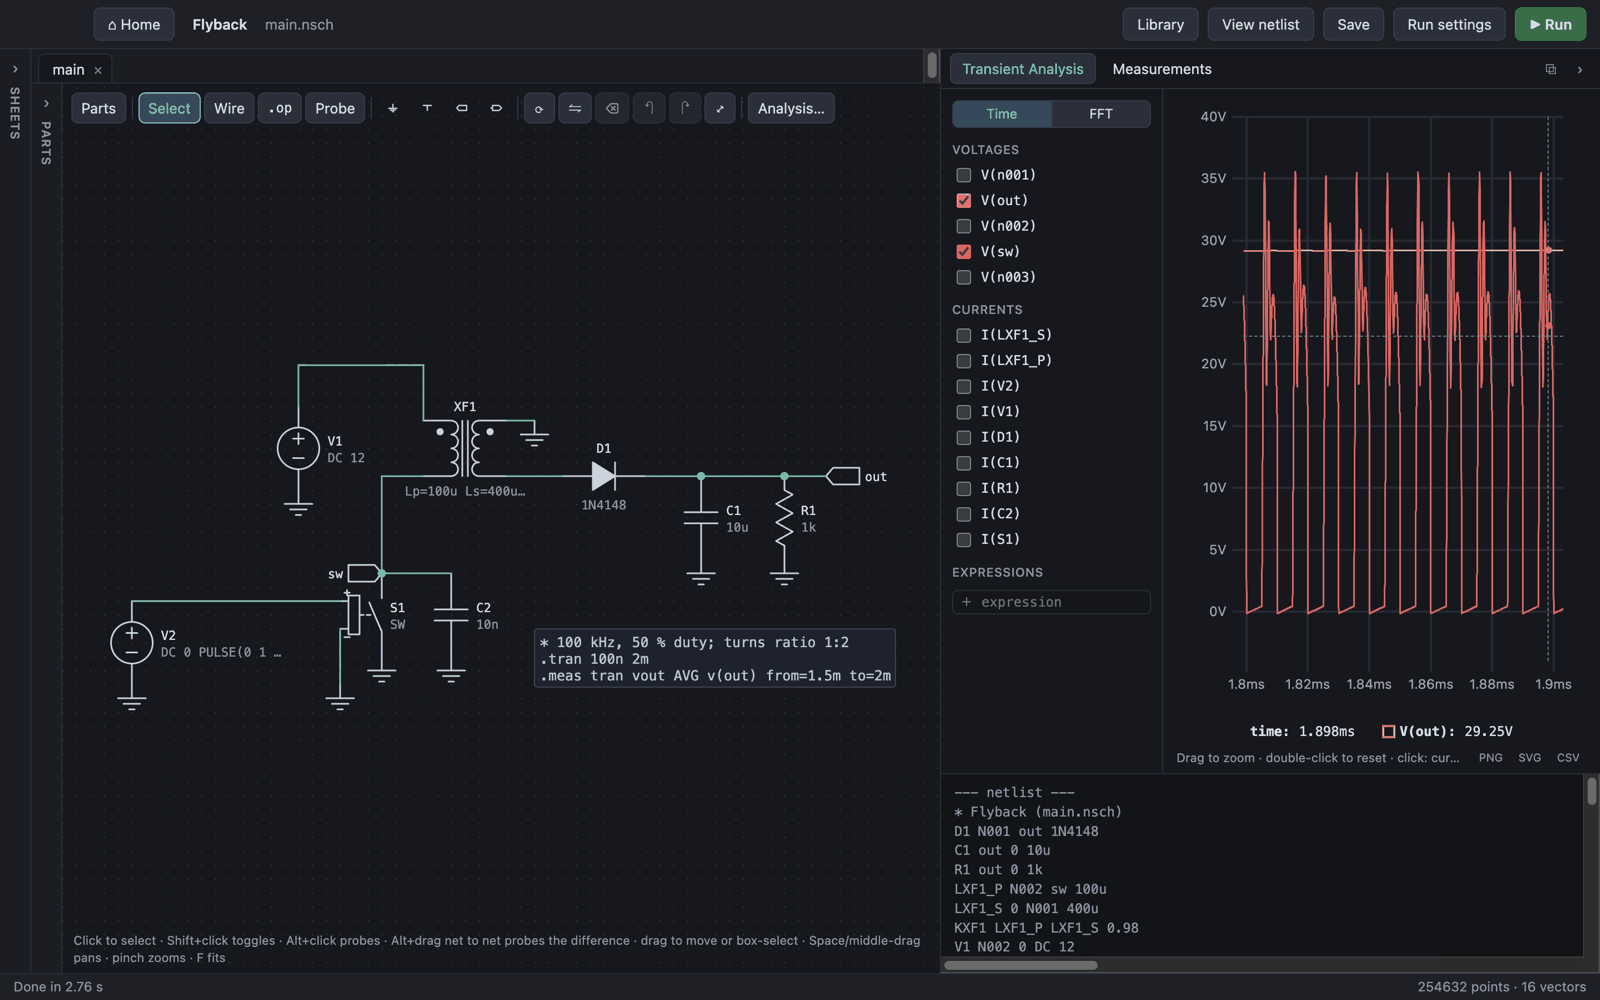 ⌂ Home
Flyback
main.nsch
Library
View netlist
Save
Run settings
▶ Run
SHEETS
main ×
PARTS
Parts
Select
Wire
.op
Probe
Analysis...
XF1
V1
DC 12
Lp=100u Ls=400u…
D1
1N4148
C1
10u
R1
1k
out
sw
S1
SW
C2
10n
V2
DC 0 PULSE(0 1 …
* 100 kHz, 50 % duty; turns ratio 1:2
.tran 100n 2m
.meas tran vout AVG v(out) from=1.5m to=2m
Click to select · Shift+click toggles · Alt+click probes · Alt+drag net to net probes the difference · drag to move or box-select · Space/middle-drag
pans · pinch zooms · F fits
Transient Analysis
Measurements
Time
FFT
VOLTAGES
V(n001)
V(out)
V(n002)
V(sw)
V(n003)
CURRENTS
I(LXF1_S)
I(LXF1_P)
I(V2)
I(V1)
I(D1)
I(C1)
I(R1)
I(C2)
I(S1)
EXPRESSIONS
+ expression
40V
35V
30V
25V
20V
15V
10V
5V
0V
1.8ms 1.82ms 1.84ms 1.86ms 1.88ms 1.9ms
time: 1.898ms V(out): 29.25V
Drag to zoom · double-click to reset · click: cur… PNG SVG CSV
--- netlist ---
* Flyback (main.nsch)
D1 N001 out 1N4148
C1 out 0 10u
R1 out 0 1k
LXF1_P N002 sw 100u
LXF1_S 0 N001 400u
KXF1 LXF1_P LXF1_S 0.98
V1 N002 0 DC 12
Done in 2.76 s
254632 points · 16 vectors